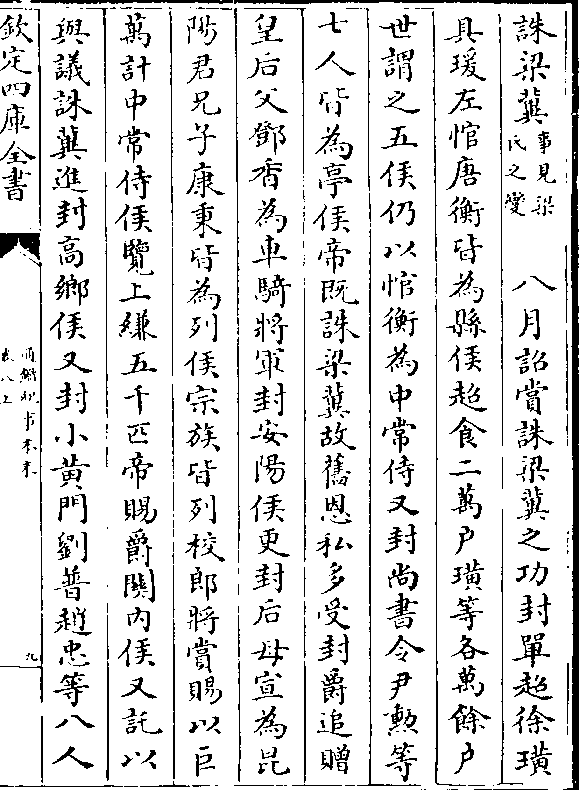 誅梁冀事見梁氏之變　八月詔賞誅梁冀之功封單超徐璜
具瑗左悺唐衡皆為縣侯超食二萬户璜等各萬餘户
世謂之五侯仍以悺衡為中常侍又封尚書令尹勲等
七人皆為亭侯帝既誅梁冀故舊恩私多受封爵追贈
皇后父鄧香為車騎將軍封安陽侯更封后母宣為昆
陽君兄子康秉皆為列侯宗族皆列校郎將賞賜以巨
萬計中常侍侯覽上縑五千匹帝賜爵關内侯又託以
與議誅冀進封高鄉侯又封小黄門劉普趙忠等八人
欽定四庫全書
通鑑紀事本末
卷八上
九